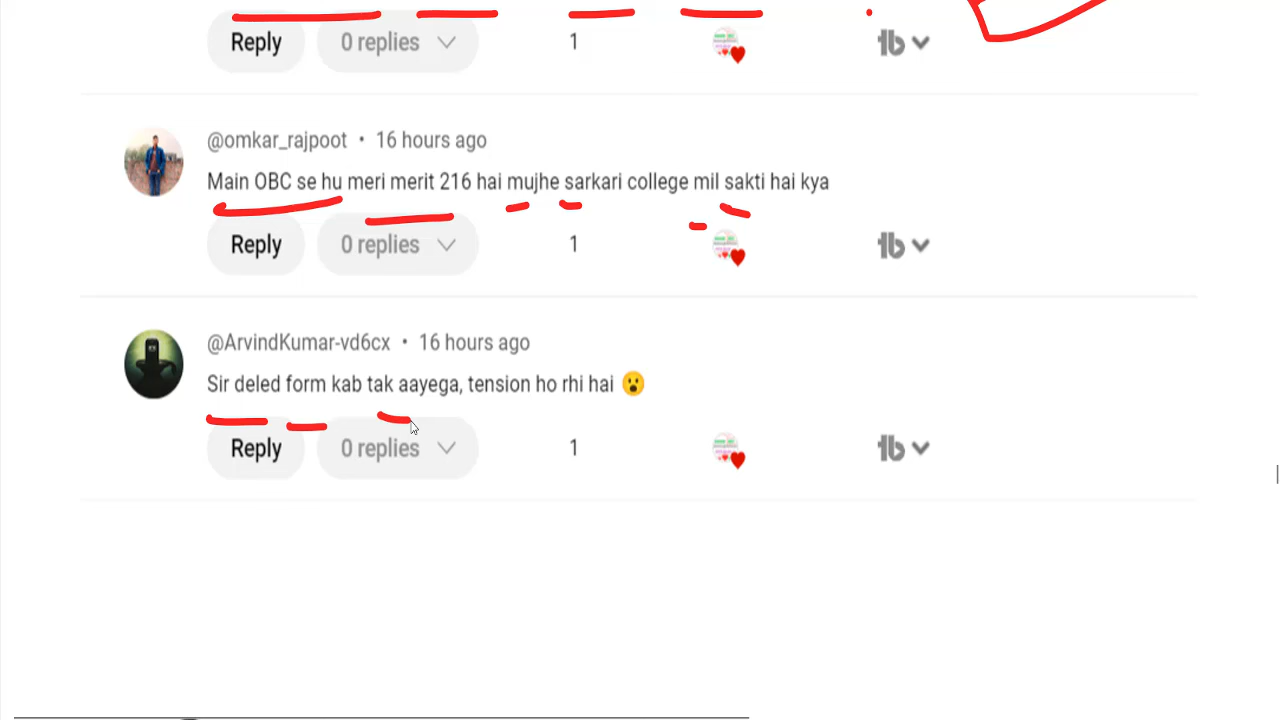 Reply 0 replies 1
@omkar_rajpoot • 16 hours ago
Main OBC se hu meri merit 216 hai mujhe sarkari college mil sakti hai kya
Reply 0 replies 1
@ArvindKumar-vd6cx • 16 hours ago
Sir deled form kab tak aayega, tension ho rhi hai 😮
Reply 0 replies 1